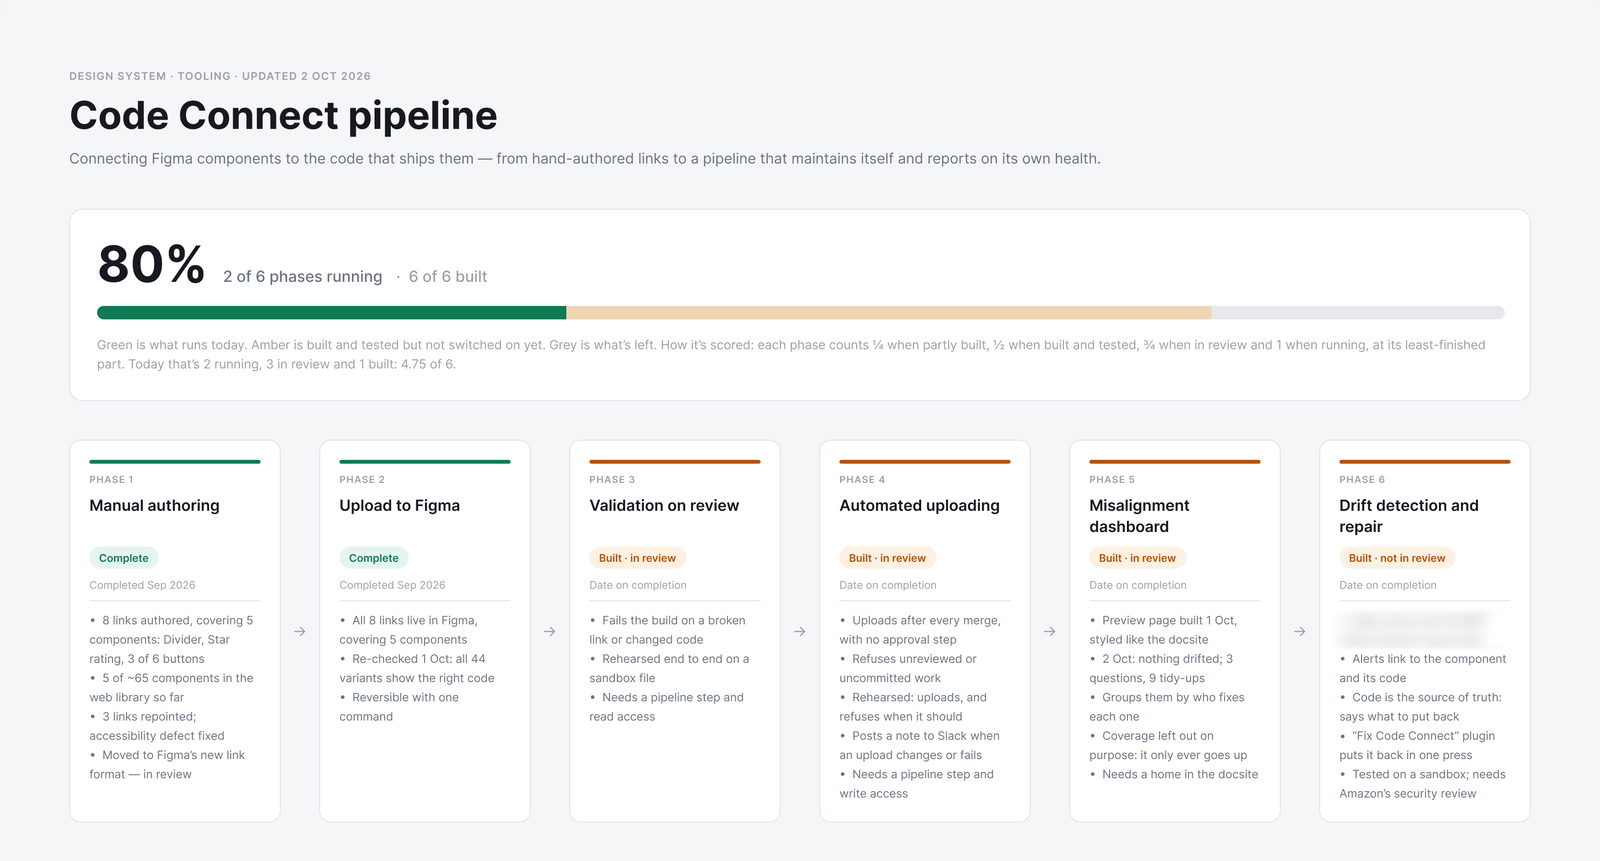 DESIGN SYSTEM · TOOLING · UPDATED 2 OCT 2026
Code Connect pipeline
Connecting Figma components to the code that ships them — from hand-authored links to a pipeline that maintains itself and reports on its own health.
80% 2 of 6 phases running · 6 of 6 built
Green is what runs today. Amber is built and tested but not switched on yet. Grey is what's left. How it's scored: each phase counts ¼ when partly built, ½ when built and tested, ¾ when in review and 1 when running, at its least-finished
part. Today that's 2 running, 3 in review and 1 built: 4.75 of 6.
PHASE 1
Manual authoring
Complete
Completed Sep 2026
• 8 links authored, covering 5
components: Divider, Star
rating, 3 of 6 buttons
• 5 of ~65 components in the
web library so far
• 3 links repointed;
accessibility defect fixed
• Moved to Figma's new link
format — in review
→
PHASE 2
Upload to Figma
Complete
Completed Sep 2026
• All 8 links live in Figma,
covering 5 components
• Re-checked 1 Oct: all 44
variants show the right code
• Reversible with one
command
→
PHASE 3
Validation on review
Built · in review
Date on completion
• Fails the build on a broken
link or changed code
• Rehearsed end to end on a
sandbox file
• Needs a pipeline step and
read access
→
PHASE 4
Automated uploading
Built · in review
Date on completion
• Uploads after every merge,
with no approval step
• Refuses unreviewed or
uncommitted work
• Rehearsed: uploads, and
refuses when it should
• Posts a note to Slack when
an upload changes or fails
• Needs a pipeline step and
write access
→
PHASE 5
Misalignment
dashboard
Built · in review
Date on completion
• Preview page built 1 Oct,
styled like the docsite
• 2 Oct: nothing drifted; 3
questions, 9 tidy-ups
• Groups them by who fixes
each one
• Coverage left out on
purpose: it only ever goes up
• Needs a home in the docsite
→
PHASE 6
Drift detection and
repair
Built · not in review
Date on completion
• Alerts link to the component
and its code
• Code is the source of truth:
says what to put back
• "Fix Code Connect" plugin
puts it back in one press
• Tested on a sandbox; needs
Amazon's security review